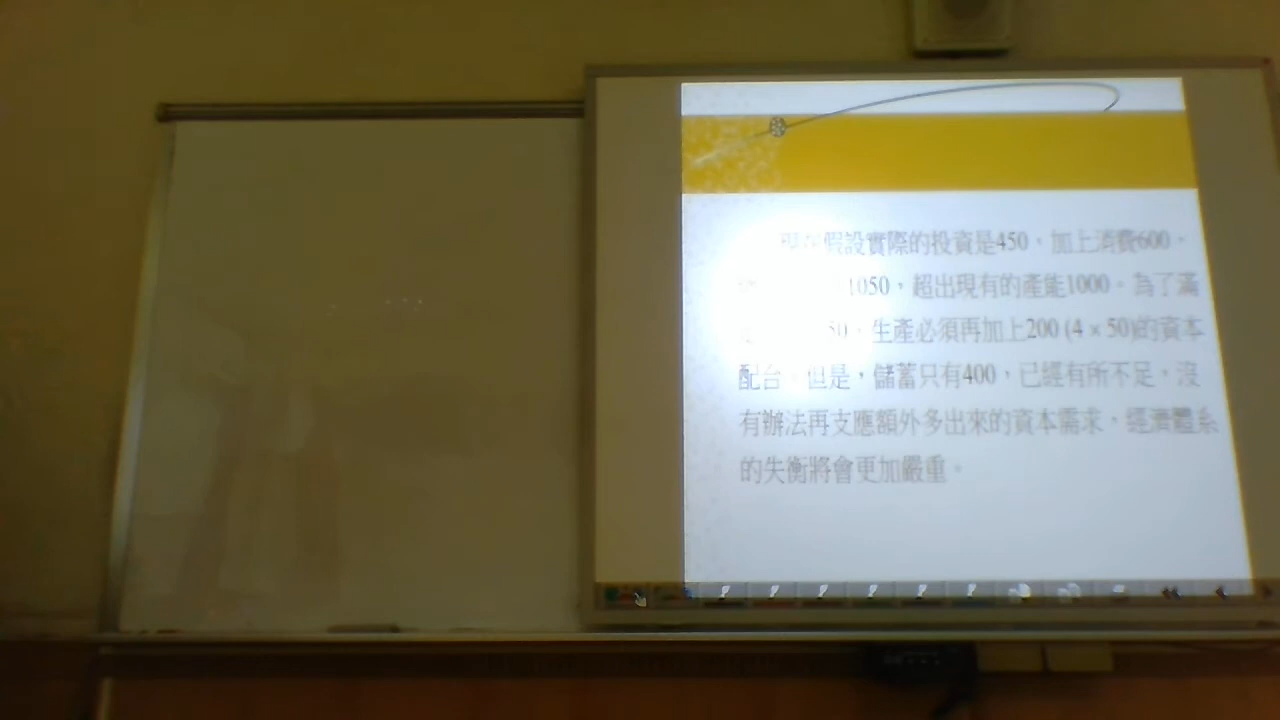 假設實際的投資是450，加上消費600，
1050，超出現有的產能1000。為了滿
50，生產必須再加上200 (4 × 50)的資本
配合。但是，儲蓄只有400，已經有所不足，沒
有辦法再支應額外多出來的資本需求，經濟體系
的失衡將會更加嚴重。